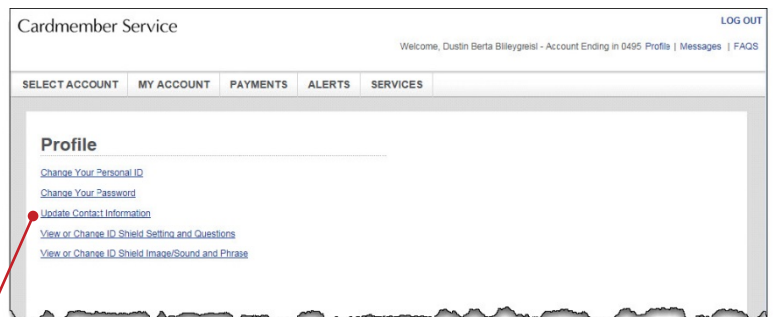 Cardmember Service
LOG OUT
Welcome, Dustin Berta Blileygreisl - Account Ending in 0495 Profile | Messages | FAQS
SELECT ACCOUNT MY ACCOUNT PAYMENTS ALERTS SERVICES
Profile
Change Your Personal ID
Change Your Password
Update Contact Information
View or Change ID Shield Setting and Questions
View or Change ID Shield Image/Sound and Phrase